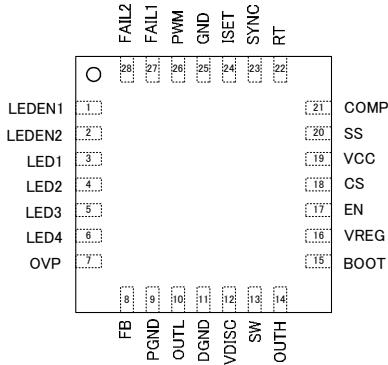 FAIL2 FAIL1 PWM GND ISET SYNC RT
28 27 26 25 24 23 22
LEDEN1 1 21 COMP
LEDEN2 2 20 SS
LED1 3 19 VCC
LED2 4 18 CS
LED3 5 17 EN
LED4 6 16 VREG
OVP 7 15 BOOT
8 9 10 11 12 13 14
FB PGND OUTL DGND VDISC SW OUTH